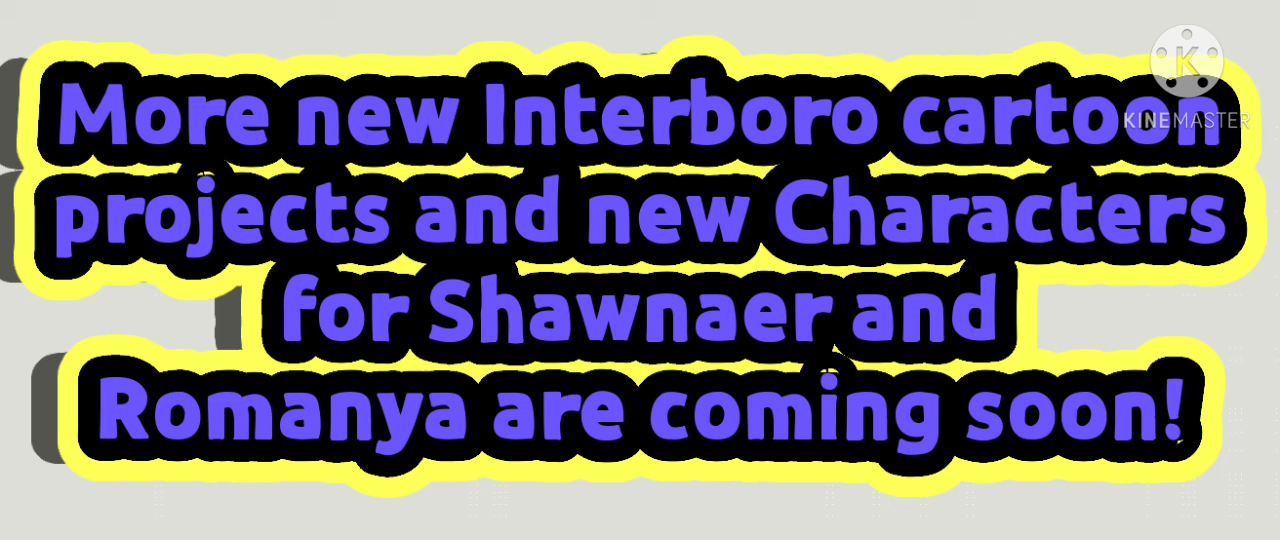 More new Interboro cartoon
KINEMASTER
projects and new Characters
for Shawnaer and
Romanya are coming soon!